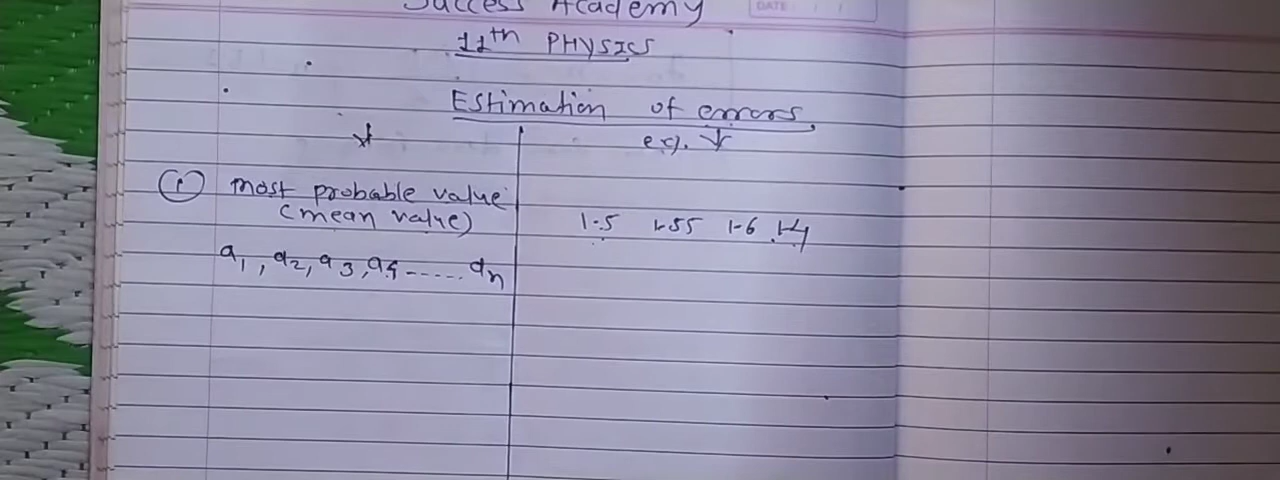 Success Academy
DATE / /
11th PHYSICS
Estimation of errors.
e.g.
1 most probable value
(mean value)
1.5 1.55 1.6 1.4
a1, a2, a3, a4 ...... an